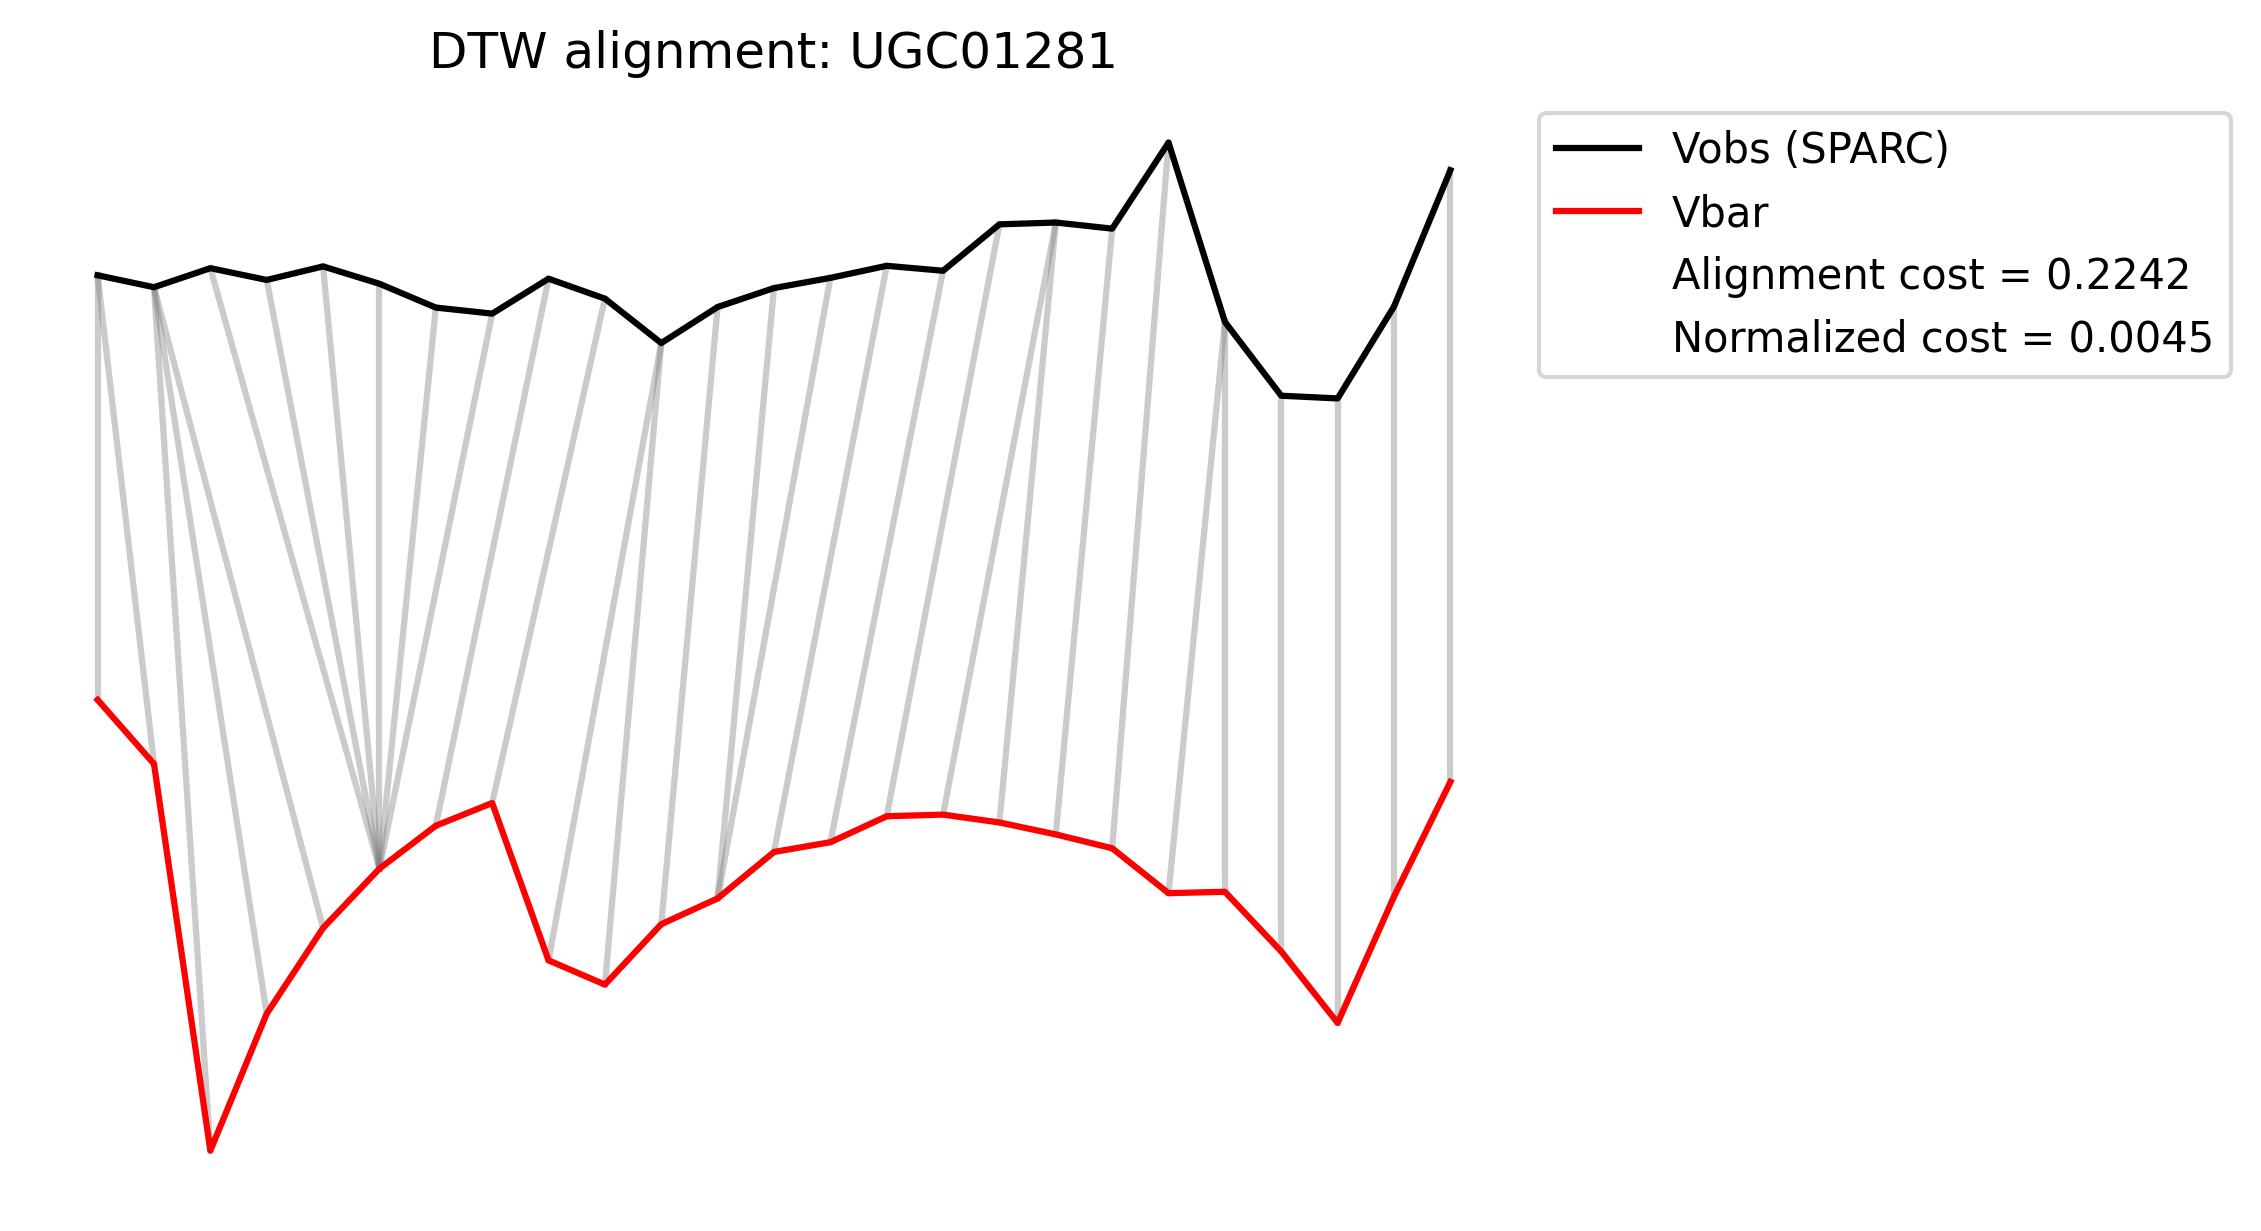 DTW alignment: UGC01281
Vobs (SPARC)
Vbar
Alignment cost = 0.2242
Normalized cost = 0.0045